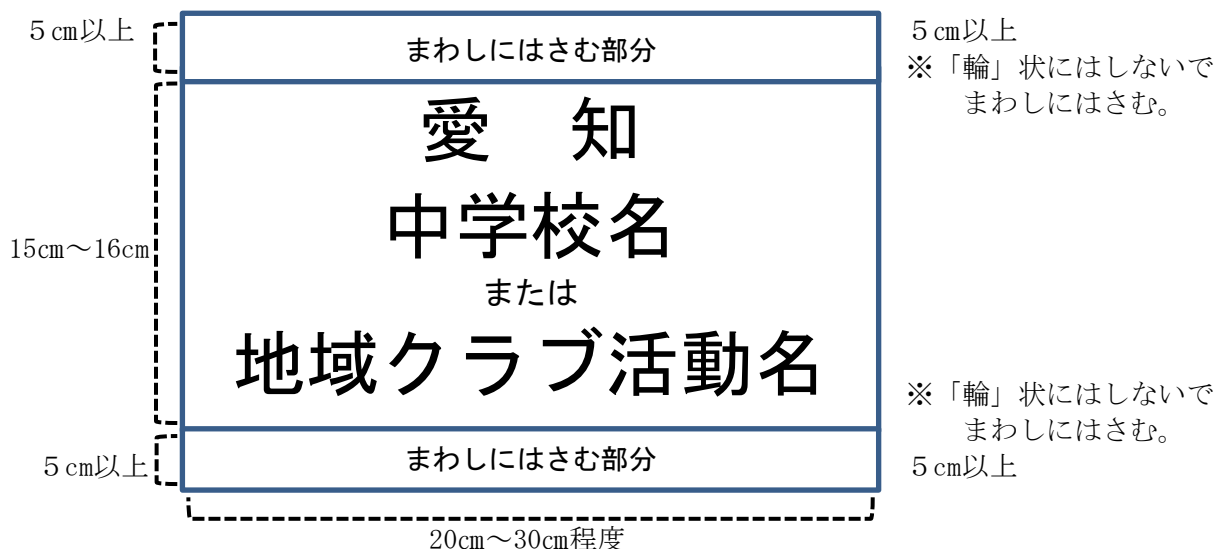 ５㎝以上
まわしにはさむ部分
５㎝以上
※「輪」状にはしないで
まわしにはさむ。
愛　知
中学校名
または
地域クラブ活動名
15㎝～16㎝
※「輪」状にはしないで
まわしにはさむ。
５㎝以上
まわしにはさむ部分
５㎝以上
20㎝～30㎝程度